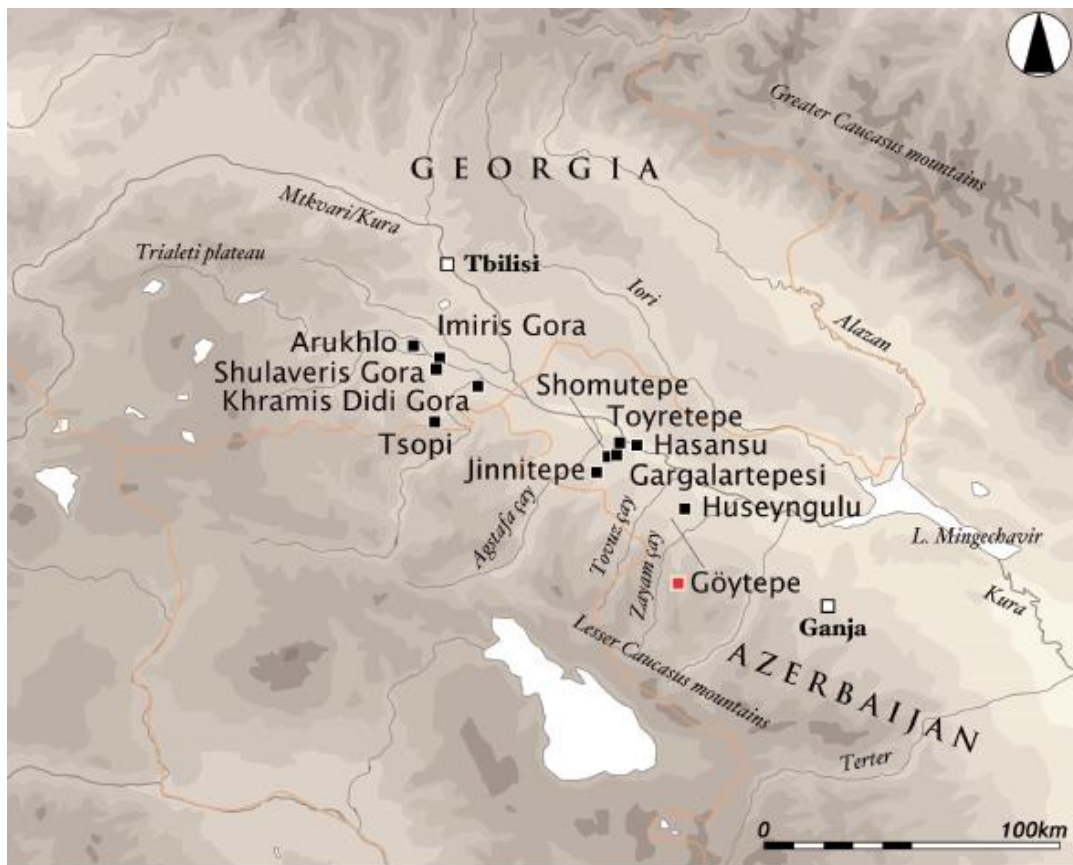 Greater Caucasus mountains
GEORGIA
Mtkvari/Kura
Trialeti plateau
Tbilisi
Iori
Alazan
Imiris Gora
Arukhlo
Shulaveris Gora
Khramis Didi Gora
Tsopi
Shomutepe
Toyretepe
Hasansu
Jinnitepe
Gargalartepesi
Huseyngulu
Agstafa çay
Tovuz çay
Zayam çay
L. Mingechavir
Göytepe
Kura
Ganja
Lesser Caucasus mountains
AZERBAIJAN
Terter
0 100km